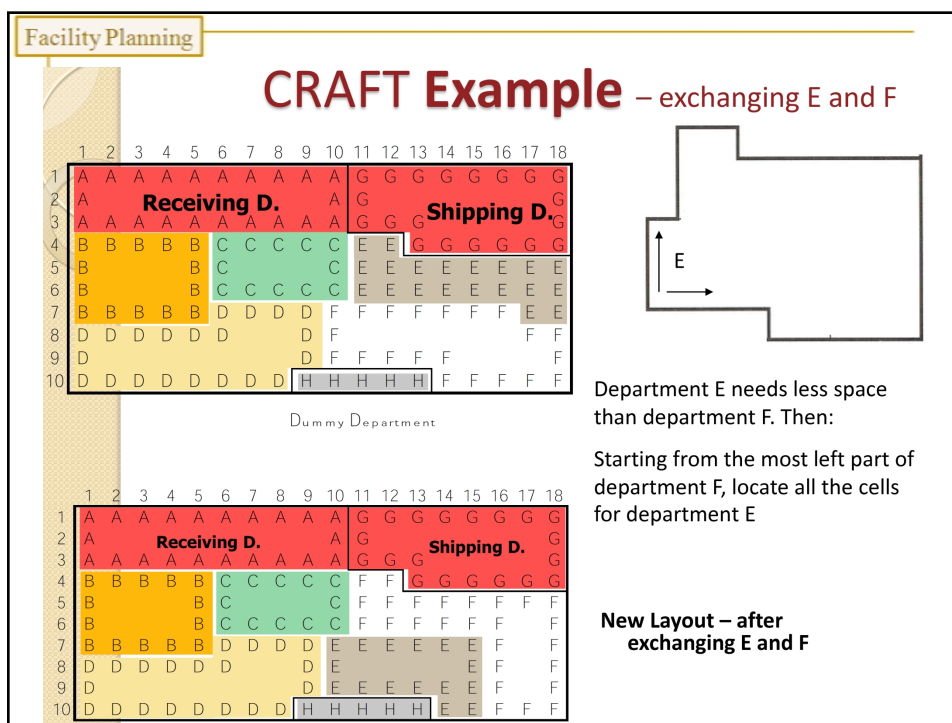 Facility Planning
CRAFT Example – exchanging E and F
1 2 3 4 5 6 7 8 9 10 11 12 13 14 15 16 17 18
1 A A A A A A A A A A G G G G G G G G
2 A Receiving D. A G Shipping D. G
3 A A A A A A A A A A G G G G
4 B B B B B C C C C C E E G G G G G G
5 B B C C E E E E E E E E
6 B B C C C C C E E E E E E E E
7 B B B B B D D D D F F F F F F F E E
8 D D D D D D D F F F
9 D D F F F F F F
10 D D D D D D D D H H H H H F F F F F
Dummy Department
E
Department E needs less space
than department F. Then:
Starting from the most left part of
department F, locate all the cells
for department E
1 2 3 4 5 6 7 8 9 10 11 12 13 14 15 16 17 18
1 A A A A A A A A A A G G G G G G G G
2 A Receiving D. A G Shipping D. G
3 A A A A A A A A A A G G G G
4 B B B B B C C C C C F F G G G G G G
5 B B C C F F F F F F F F
6 B B C C C C C F F F F F F F
7 B B B B B D D D D E E E E E E F F
8 D D D D D D D E E F F
9 D D E E E E E E F F
10 D D D D D D D D H H H H H E E F F F
New Layout – after
exchanging E and F